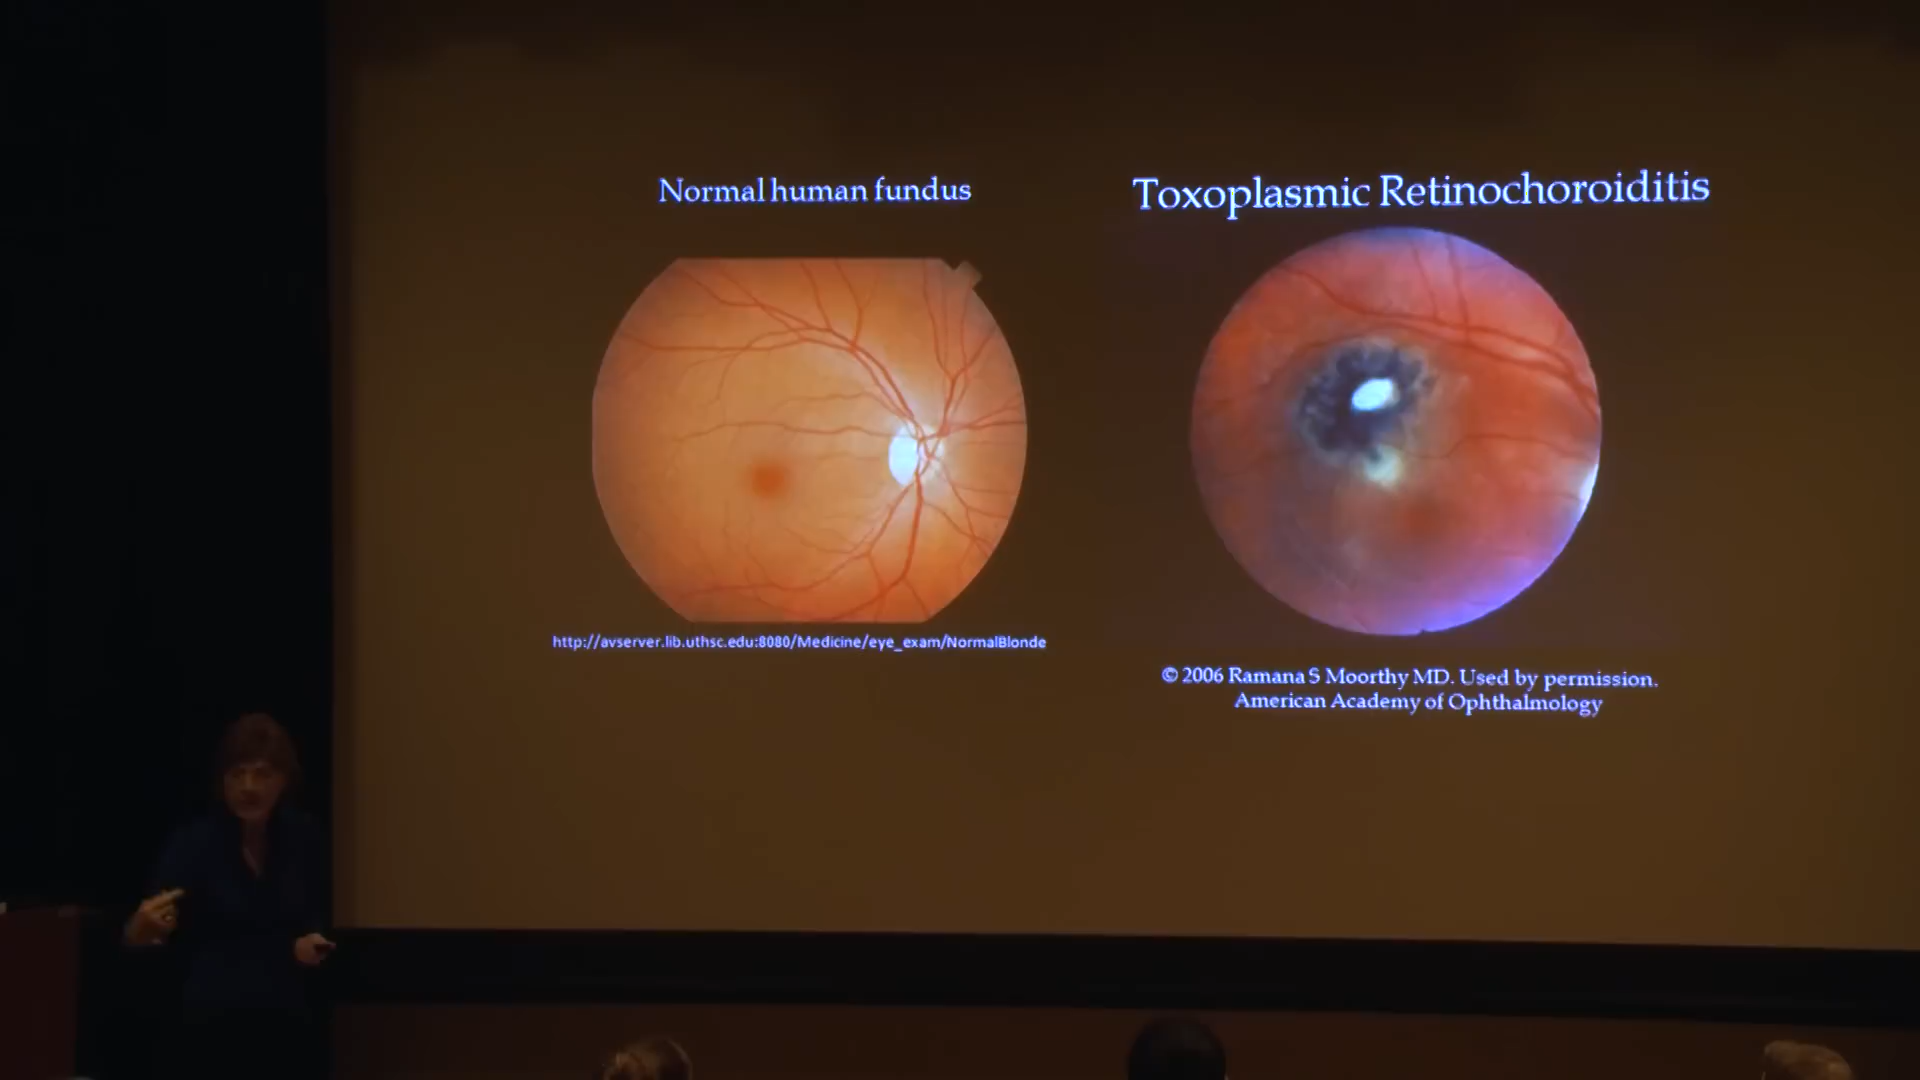 Normal human fundus
Toxoplasmic Retinochoroiditis
http://avserver.lib.uthsc.edu:8080/Medicine/eye_exam/NormalBlonde
© 2006 Ramana S Moorthy MD. Used by permission.
American Academy of Ophthalmology